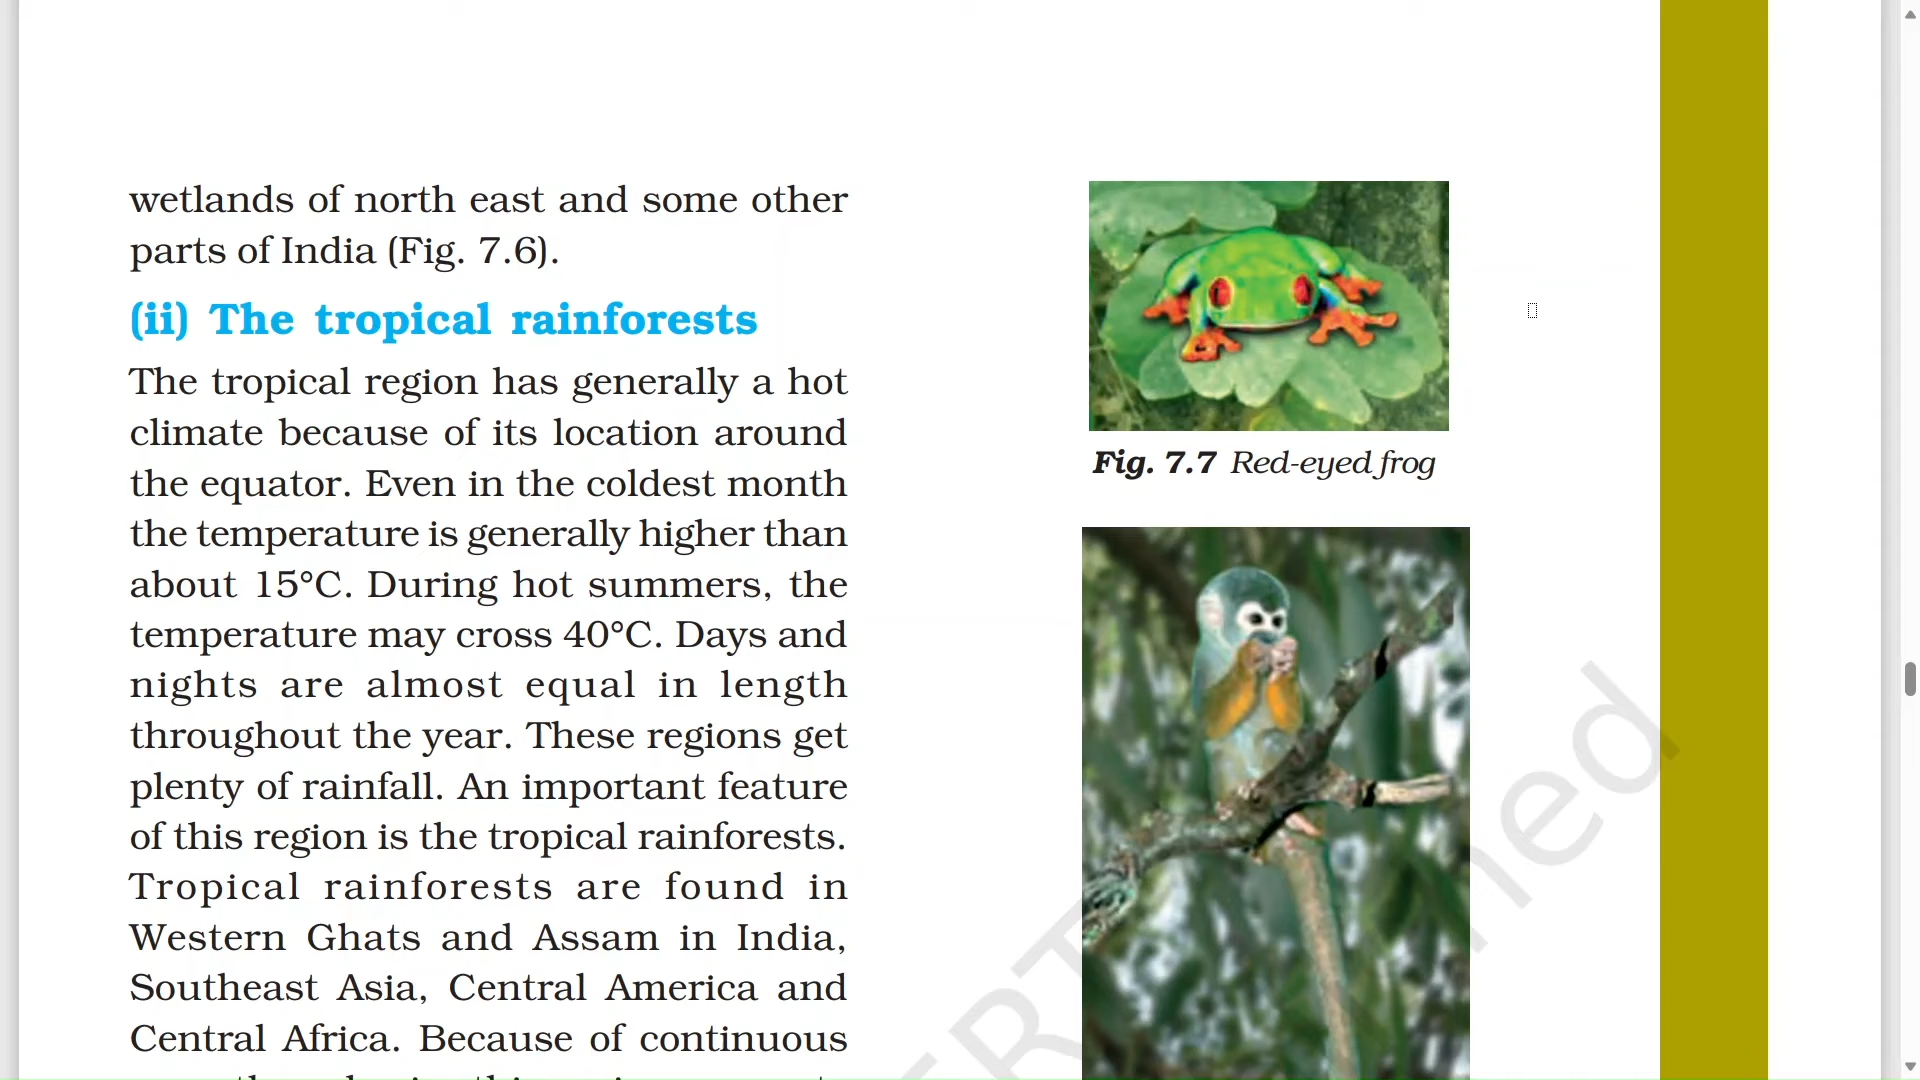 wetlands of north east and some other
parts of India (Fig. 7.6).
(ii) The tropical rainforests
The tropical region has generally a hot
climate because of its location around
the equator. Even in the coldest month
the temperature is generally higher than
about 15°C. During hot summers, the
temperature may cross 40°C. Days and
nights are almost equal in length
throughout the year. These regions get
plenty of rainfall. An important feature
of this region is the tropical rainforests.
Tropical rainforests are found in
Western Ghats and Assam in India,
Southeast Asia, Central America and
Central Africa. Because of continuous
Fig. 7.7 Red-eyed frog